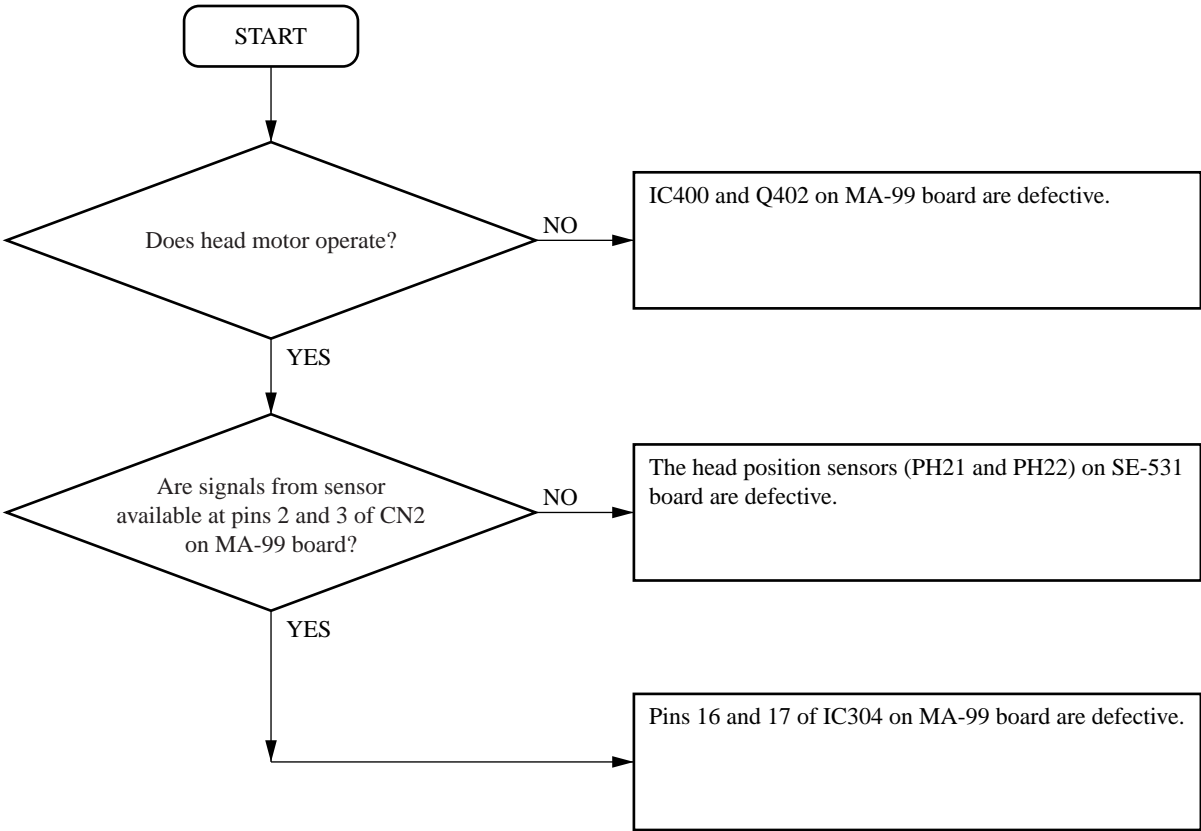 START
Does head motor operate?
NO
IC400 and Q402 on MA-99 board are defective.
YES
Are signals from sensor
available at pins 2 and 3 of CN2
on MA-99 board?
NO
The head position sensors (PH21 and PH22) on SE-531
board are defective.
YES
Pins 16 and 17 of IC304 on MA-99 board are defective.